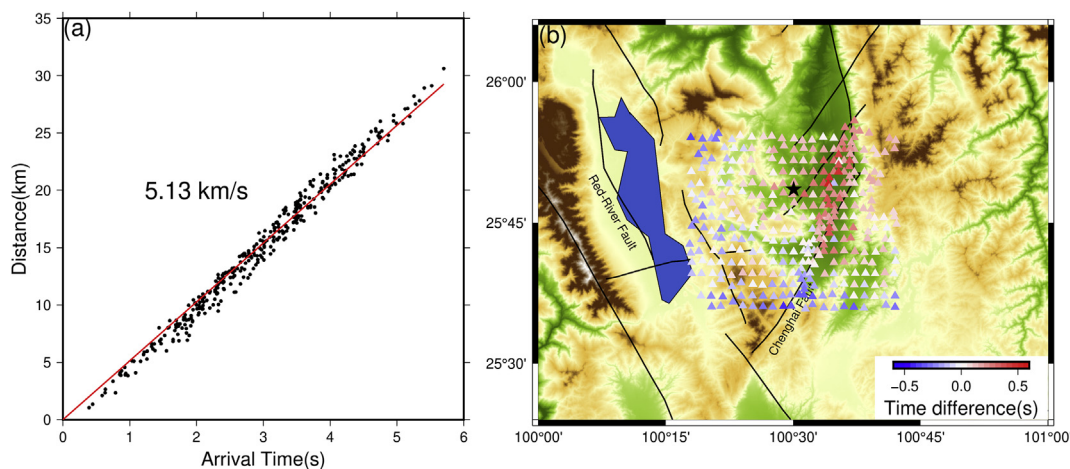 (a)
35
30
25
20
15
10
5
0
Distance(km)
5.13 km/s
0 1 2 3 4 5 6
Arrival Time(s)
(b)
26°00'
25°45'
25°30'
Red-River Fault
Chenghai Fault
−0.5 0.0 0.5
Time difference(s)
100°00' 100°15' 100°30' 100°45' 101°00'